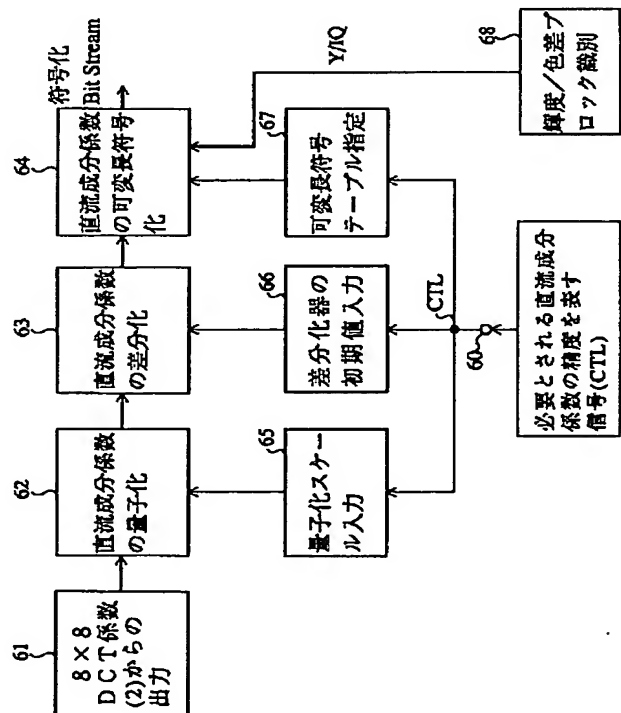 61
8×8
DCT係数
(2)からの
出力
62
直流成分係数
の量子化
63
直流成分係数
の差分化
64
直流成分係数
の可変長符号
化
符号化
Bit Stream
65
量子化スケー
ル入力
66
差分化器の
初期値入力
67
可変長符号
テーブル指定
Y/IQ
CTL
60
必要とされる直流成分
係数の精度を表す
信号(CTL)
68
輝度/色差ブ
ロック識別